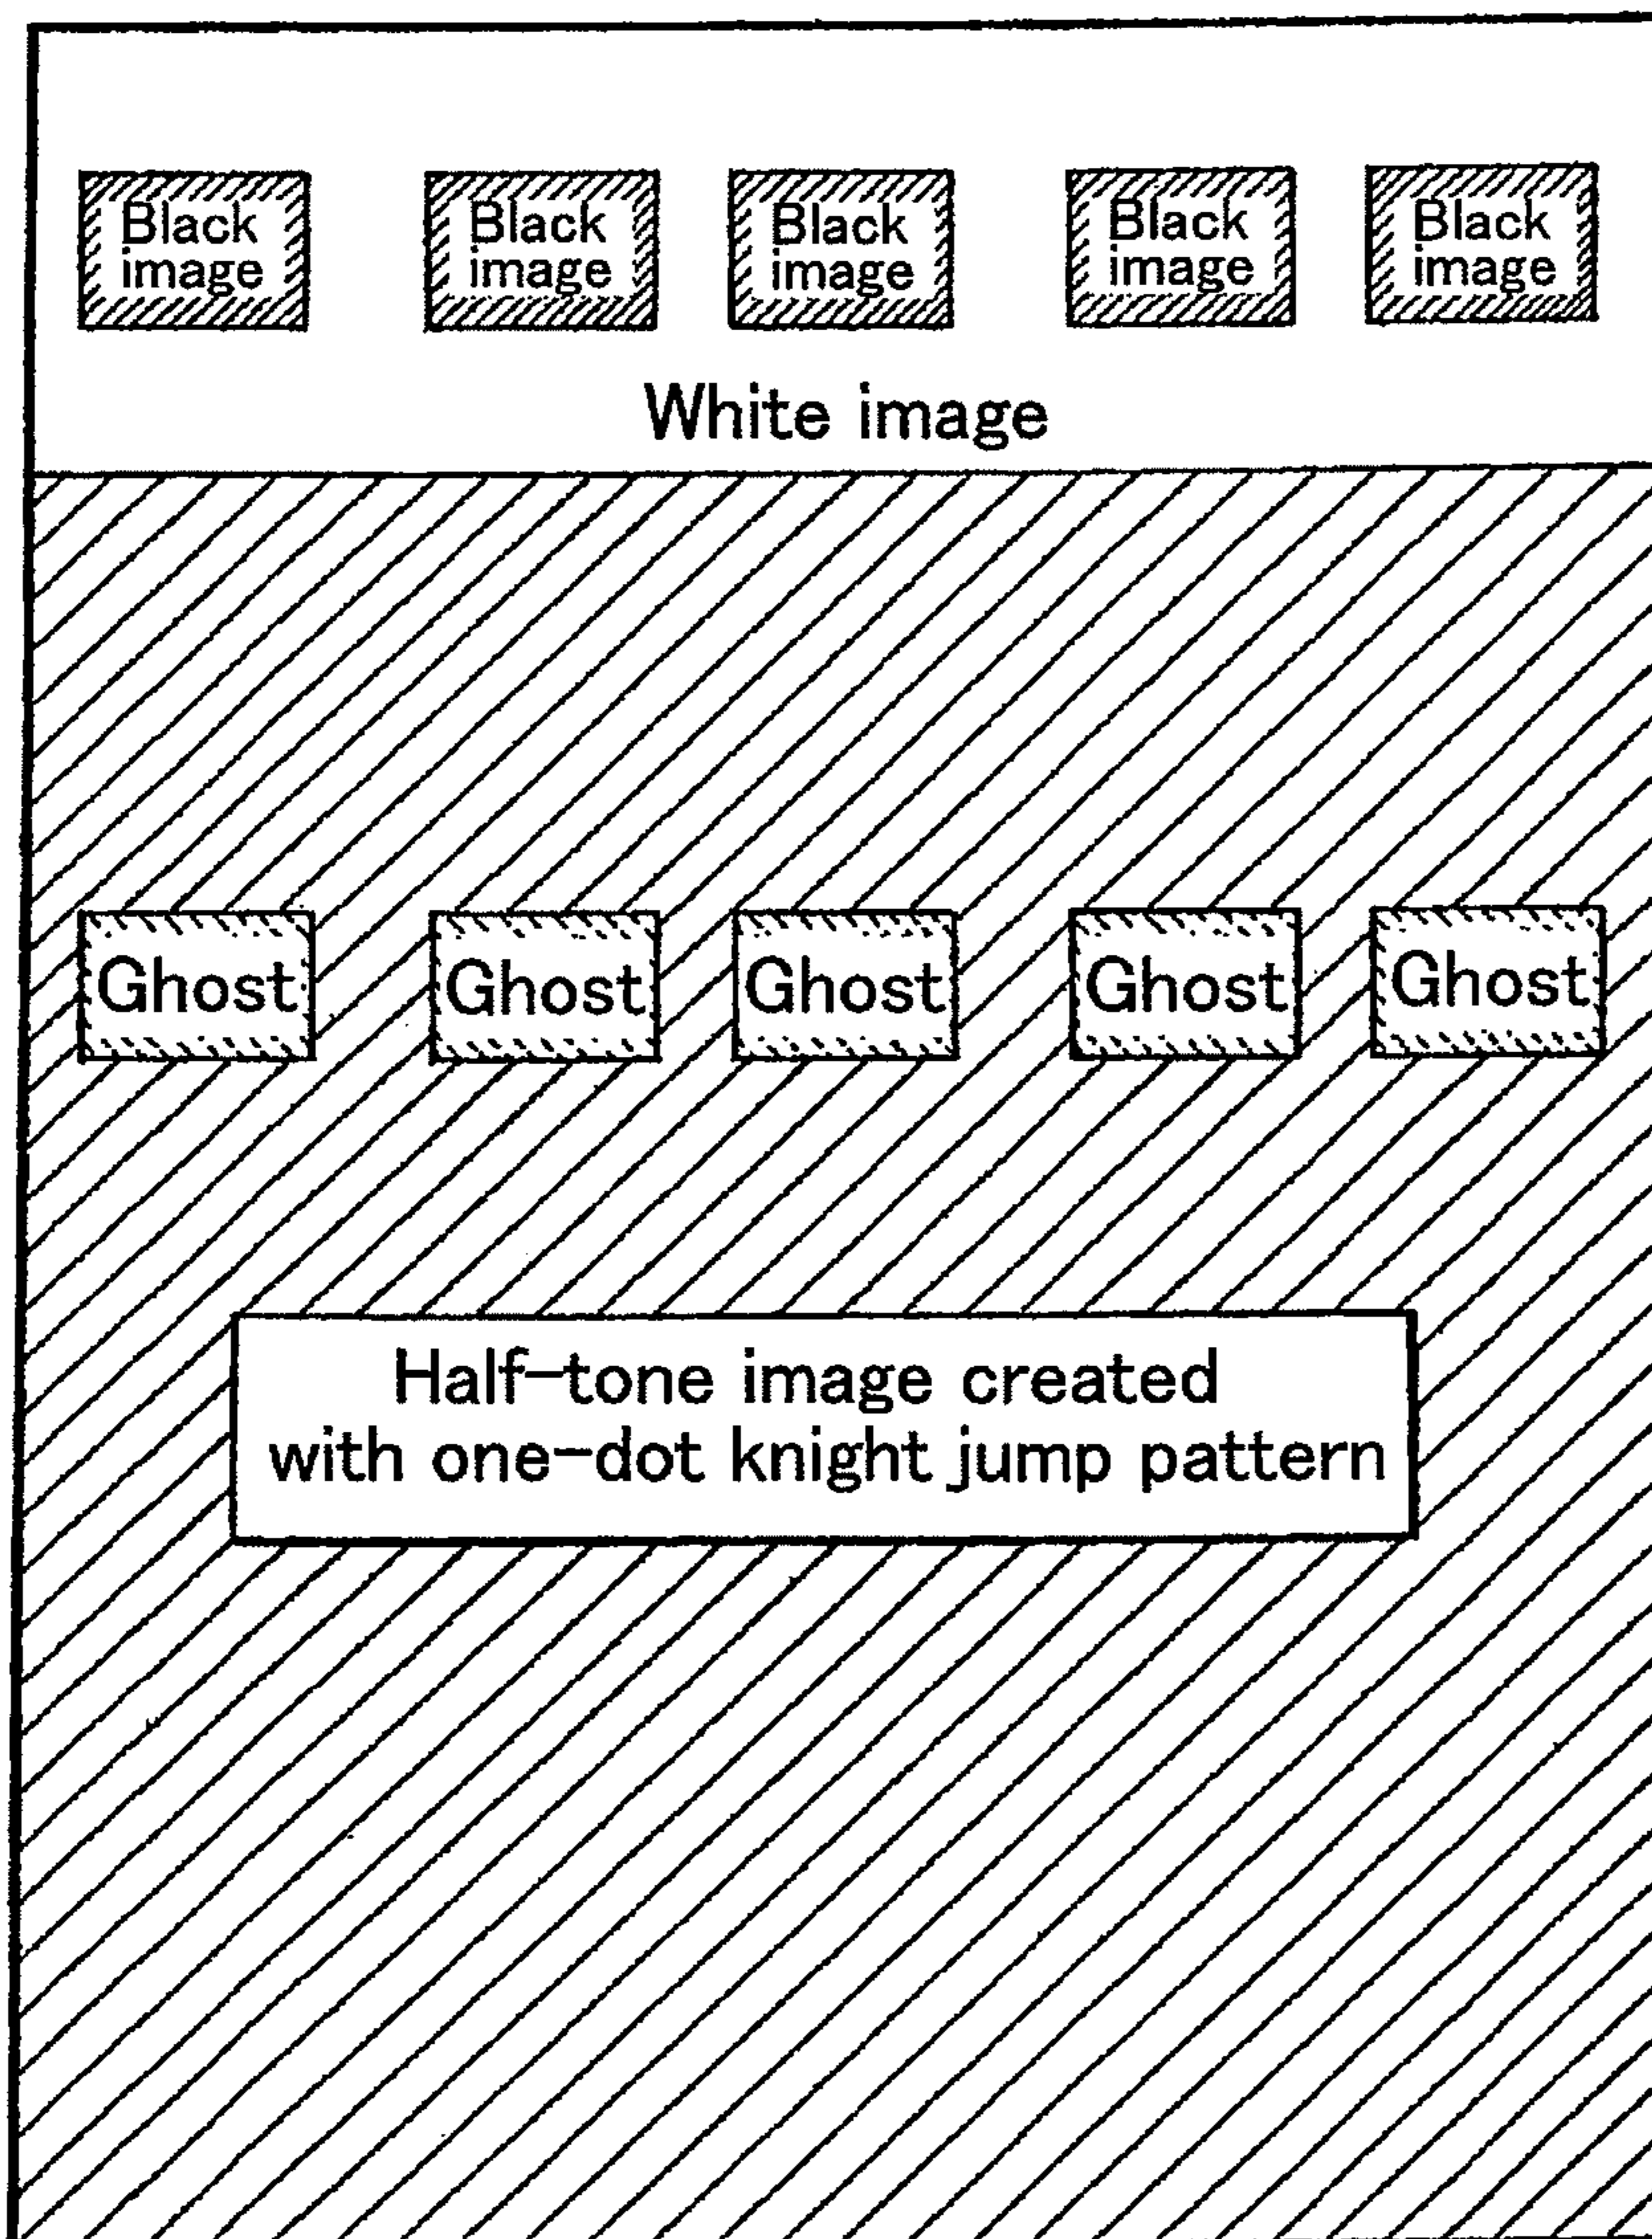 Black
image
Black
image
Black
image
Black
image
Black
image
White image
Ghost
Ghost
Ghost
Ghost
Ghost
Half-tone image created
with one-dot knight jump pattern